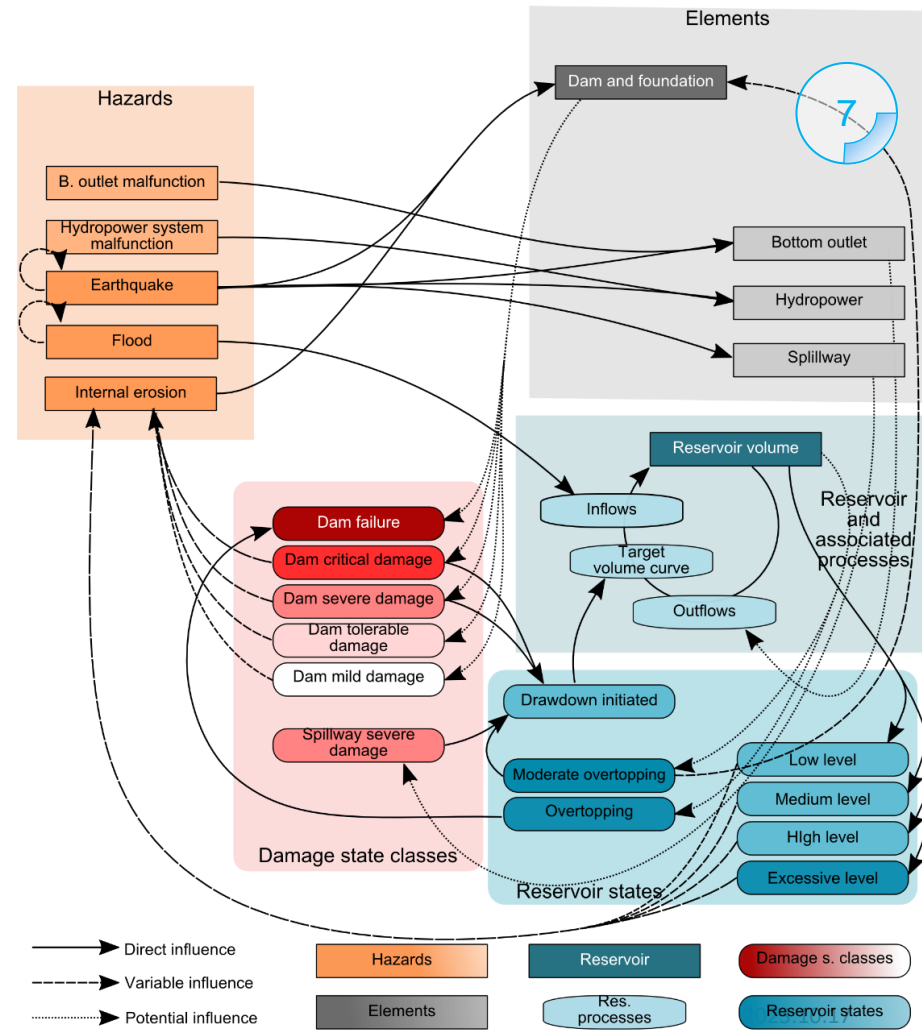 Elements
Dam and foundation
7
Hazards
B. outlet malfunction
Hydropower system
malfunction
Earthquake
Flood
Internal erosion
Bottom outlet
Hydropower
Splillway
Reservoir volume
Reservoir
and
associated
processes
Inflows
Target
volume curve
Outflows
Dam failure
Dam critical damage
Dam severe damage
Dam tolerable
damage
Dam mild damage
Spillway severe
damage
Damage state classes
Drawdown initiated
Moderate overtopping
Overtopping
Low level
Medium level
HIgh level
Excessive level
Reservoir states
Direct influence
Variable influence
Potential influence
Hazards
Elements
Reservoir
Res.
processes
Damage s. classes
Reservoir states